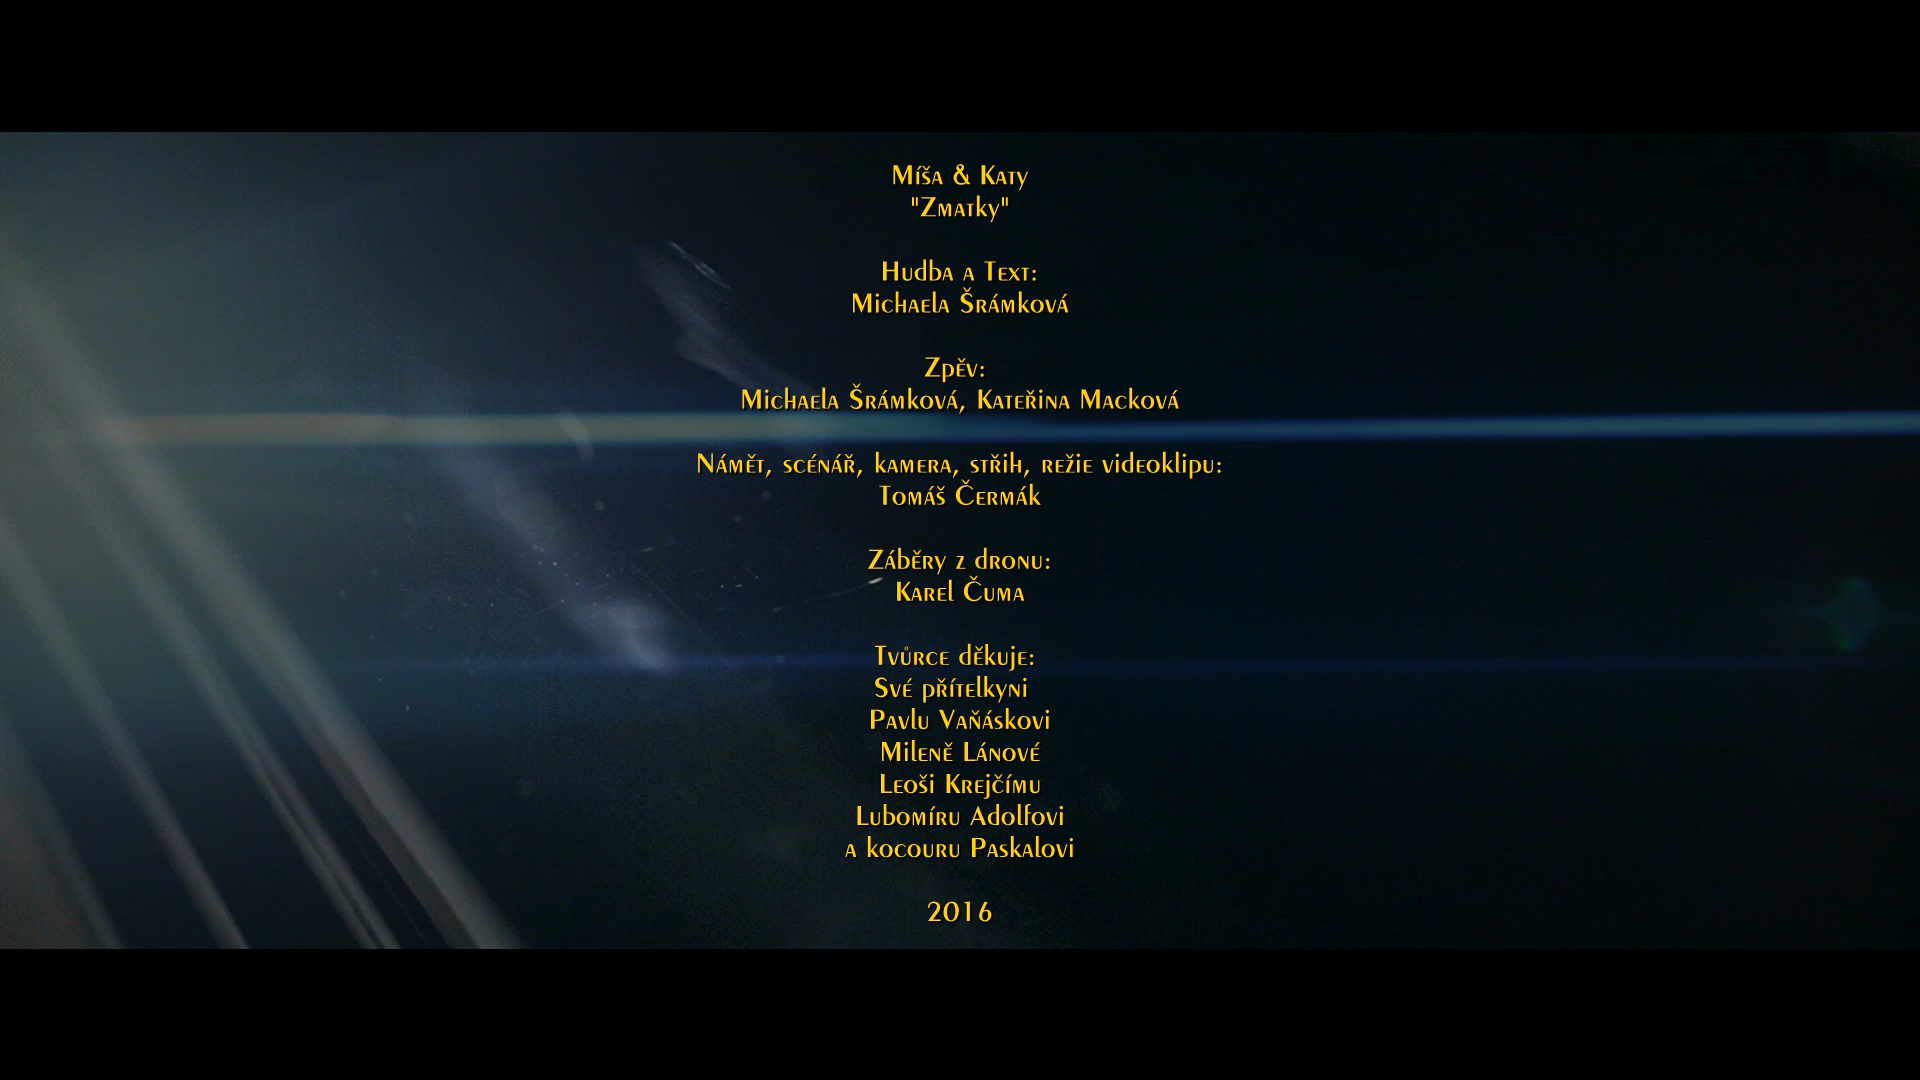 Míša & Katy
"Zmatky"
Hudba a Text:
Michaela Šrámková
Zpěv:
Michaela Šrámková, Kateřina Macková
Námět, scénář, kamera, střih, režie videoklipu:
Tomáš Čermák
Záběry z dronu:
Karel Čuma
Tvůrce děkuje:
Své přítelkyni
Pavlu Vaňáskovi
Mileně Lánové
Leoši Krejčímu
Lubomíru Adolfovi
a kocouru Paskalovi
2016